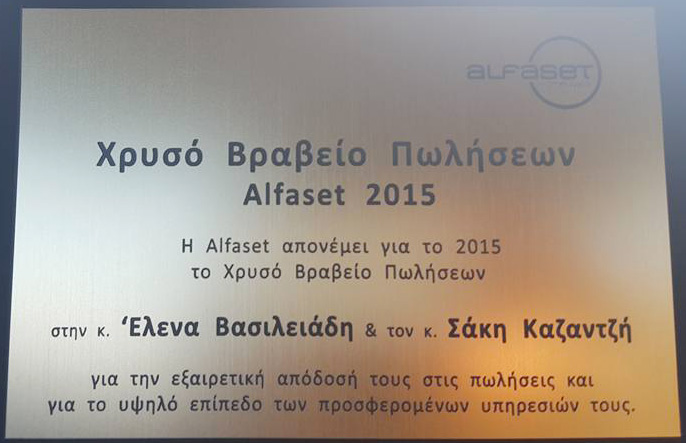 ALFASET
Χρυσό Βραβείο Πωλήσεων
Alfaset 2015
Η Alfaset απονέμει για το 2015
το Χρυσό Βραβείο Πωλήσεων
στην κ. ‘Ελενα Βασιλειάδη & τον κ. Σάκη Καζαντζή
για την εξαιρετική απόδοσή τους στις πωλήσεις και
για το υψηλό επίπεδο των προσφερομένων υπηρεσιών τους.